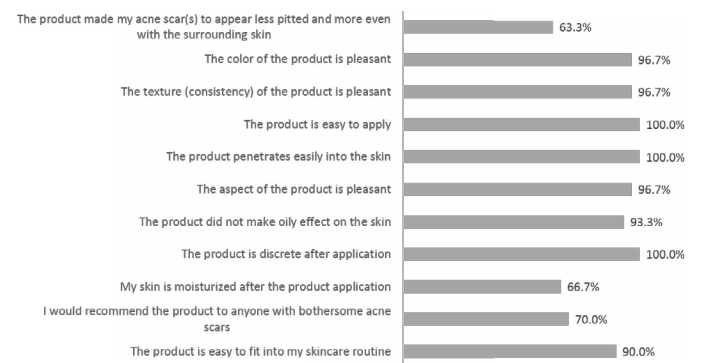 The product made my acne scar(s) to appear less pitted and more even
with the surrounding skin
63.3%
The color of the product is pleasant
96.7%
The texture (consistency) of the product is pleasant
96.7%
The product is easy to apply
100.0%
The product penetrates easily into the skin
100.0%
The aspect of the product is pleasant
96.7%
The product did not make oily effect on the skin
93.3%
The product is discrete after application
100.0%
My skin is moisturized after the product application
66.7%
I would recommend the product to anyone with bothersome acne
scars
70.0%
The product is easy to fit into my skincare routine
90.0%